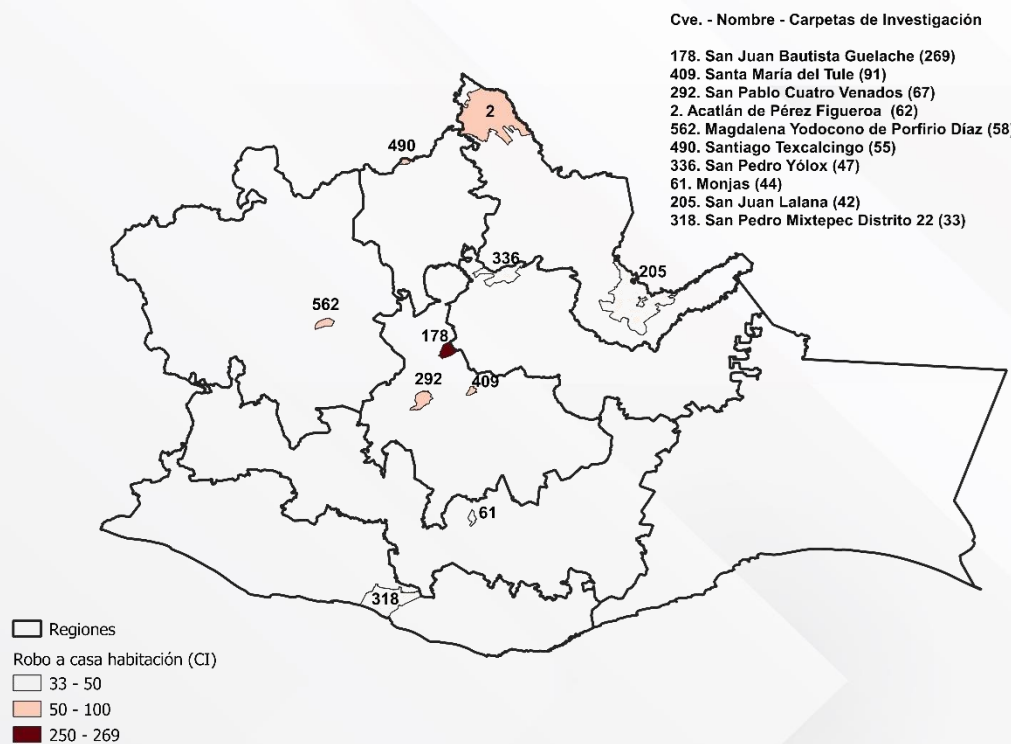 Cve. - Nombre - Carpetas de Investigación
178. San Juan Bautista Guelache (269)
409. Santa María del Tule (91)
292. San Pablo Cuatro Venados (67)
2. Acatlán de Pérez Figueroa (62)
562. Magdalena Yodocono de Porfirio Díaz (58)
490. Santiago Texcalcingo (55)
336. San Pedro Yólox (47)
61. Monjas (44)
205. San Juan Lalana (42)
318. San Pedro Mixtepec Distrito 22 (33)
2
490
336
205
562
178
292
409
61
318
Regiones
Robo a casa habitación (CI)
33 - 50
50 - 100
250 - 269